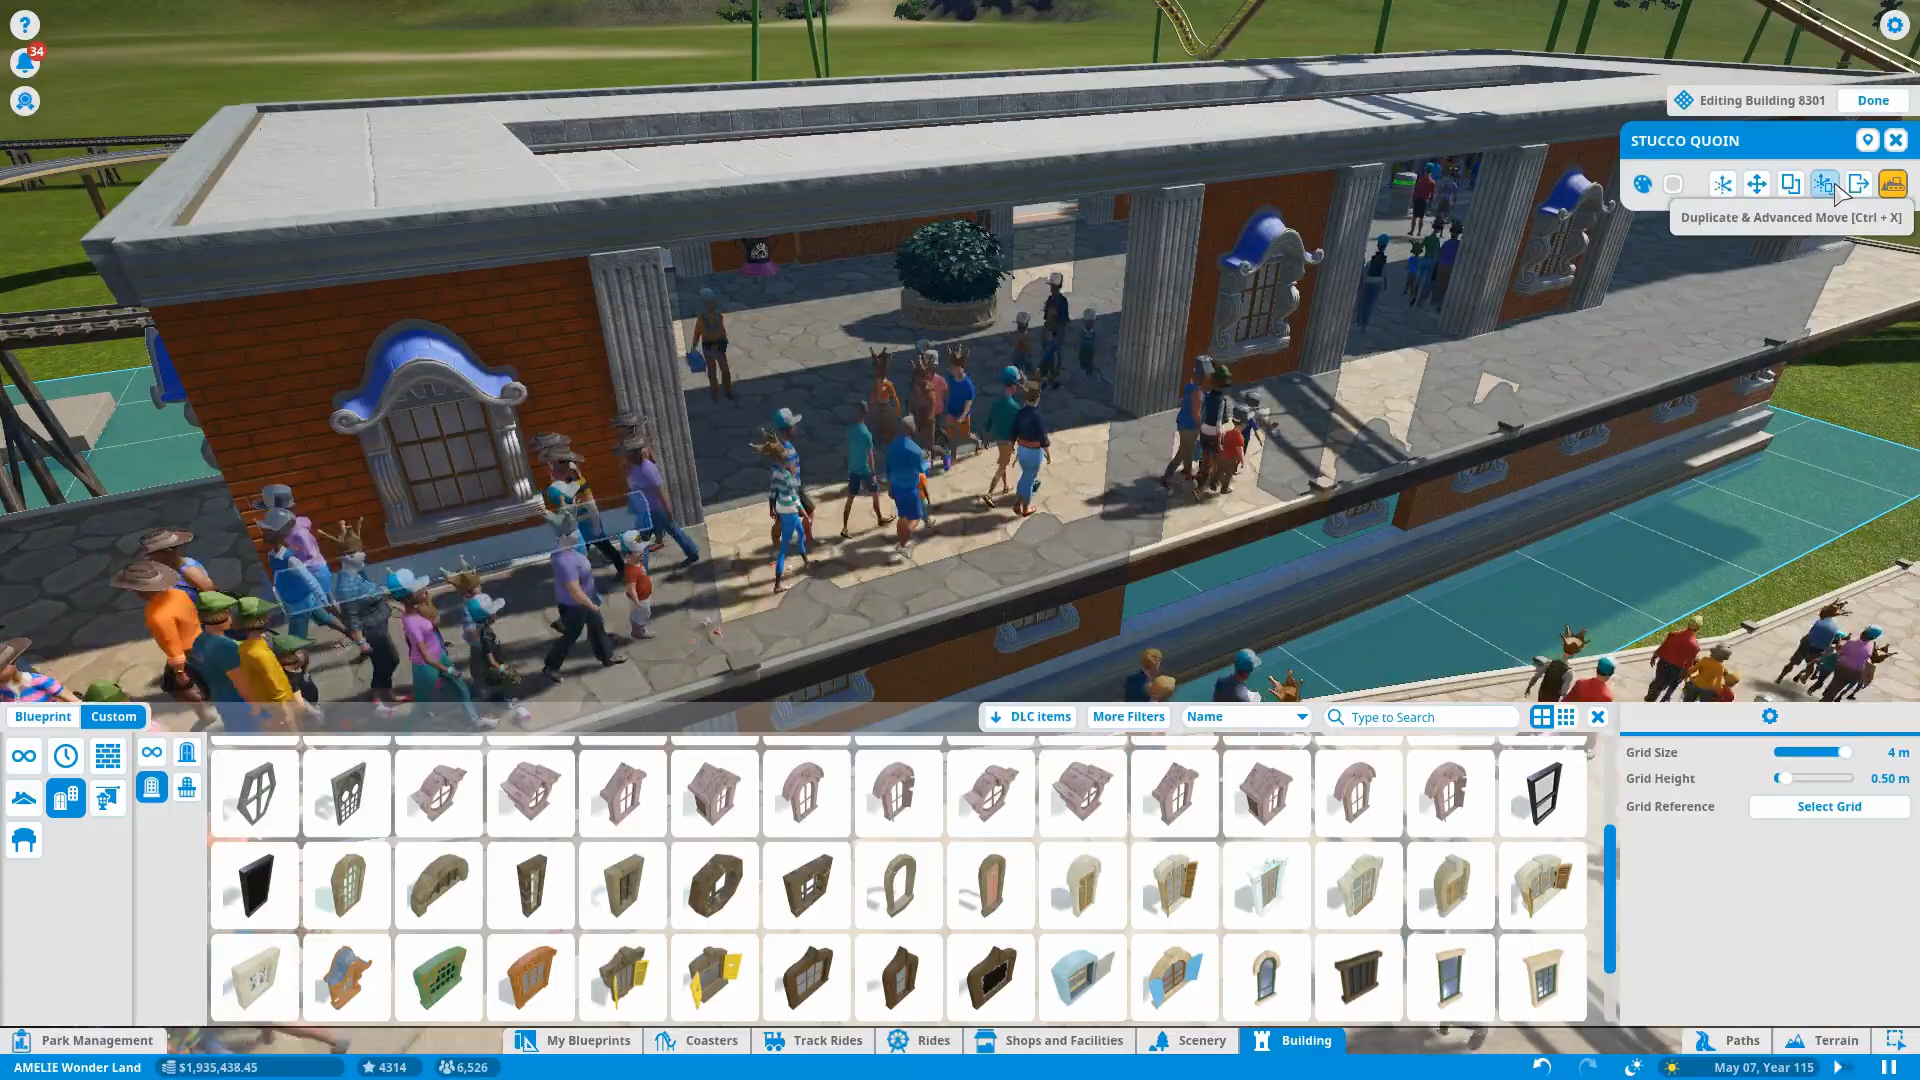 ?
34
Editing Building 8301
Done
STUCCO QUOIN
Duplicate & Advanced Move [Ctrl + X]
Blueprint
Custom
DLC items
More Filters
Name
Type to Search
Grid Size
4 m
Grid Height
0.50 m
Grid Reference
Select Grid
Park Management
My Blueprints
Coasters
Track Rides
Rides
Shops and Facilities
Scenery
Building
Paths
Terrain
AMELIE Wonder Land
$1,935,438.45
4314
6,526
May 07, Year 115